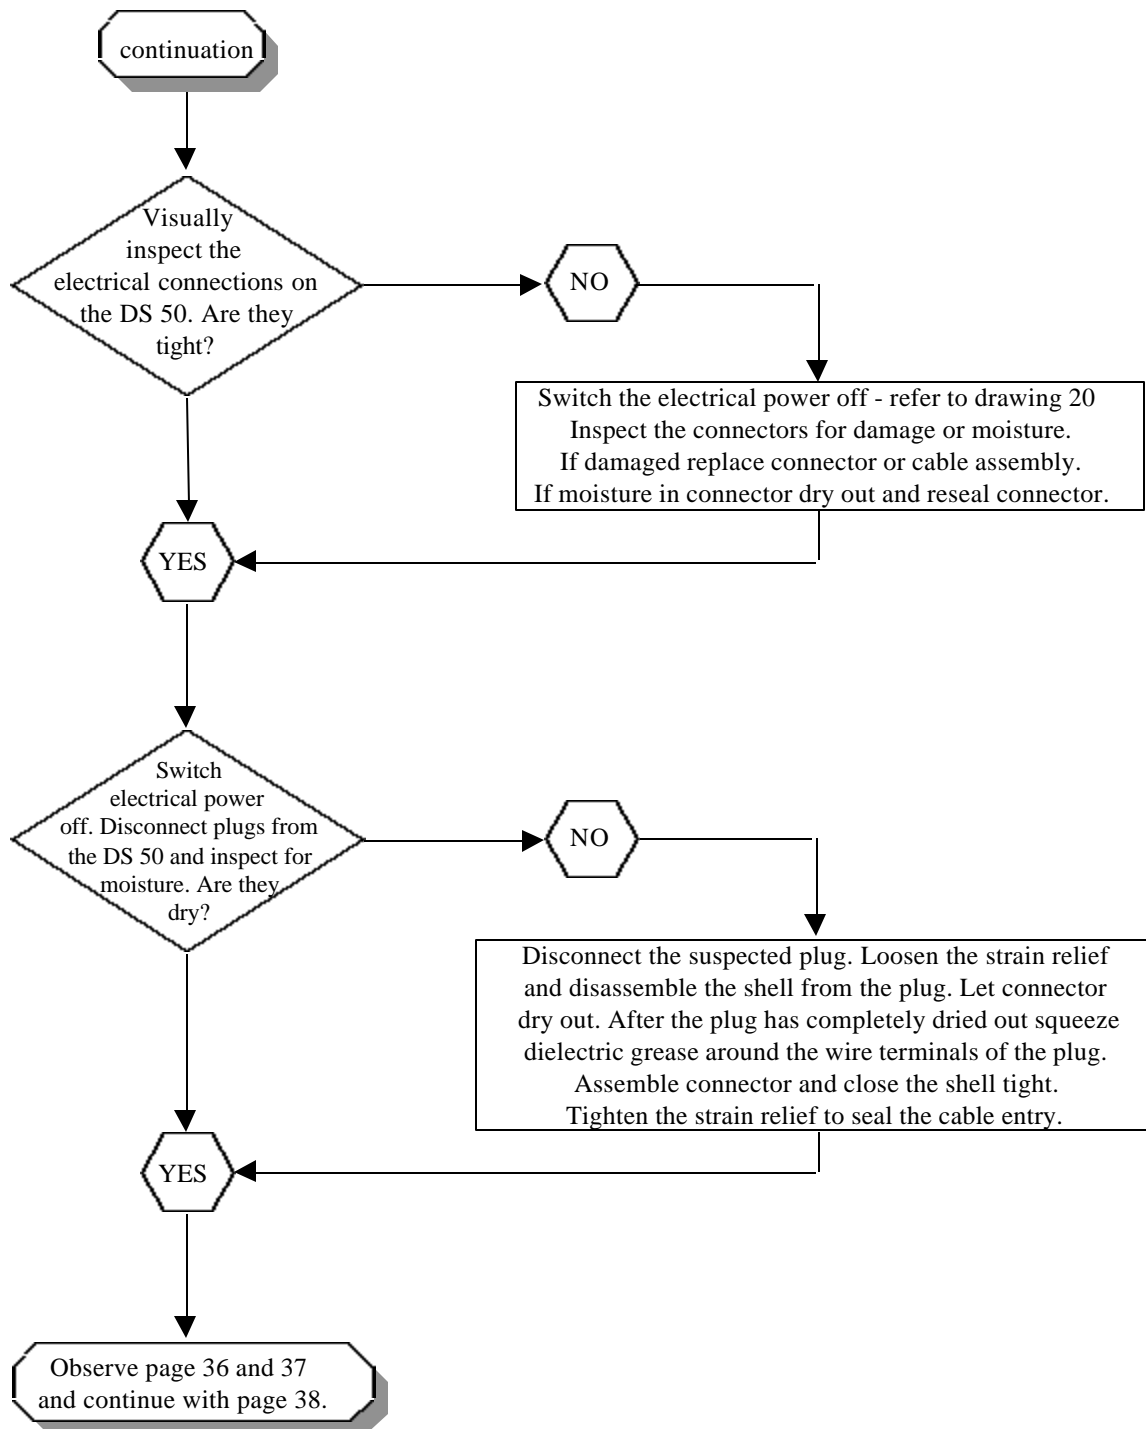 continuation
Visually
inspect the
electrical connections on
the DS 50. Are they
tight?
NO
Switch the electrical power off - refer to drawing 20
Inspect the connectors for damage or moisture.
If damaged replace connector or cable assembly.
If moisture in connector dry out and reseal connector.
YES
Switch
electrical power
off. Disconnect plugs from
the DS 50 and inspect for
moisture. Are they
dry?
NO
Disconnect the suspected plug. Loosen the strain relief
and disassemble the shell from the plug. Let connector
dry out. After the plug has completely dried out squeeze
dielectric grease around the wire terminals of the plug.
Assemble connector and close the shell tight.
Tighten the strain relief to seal the cable entry.
YES
Observe page 36 and 37
and continue with page 38.